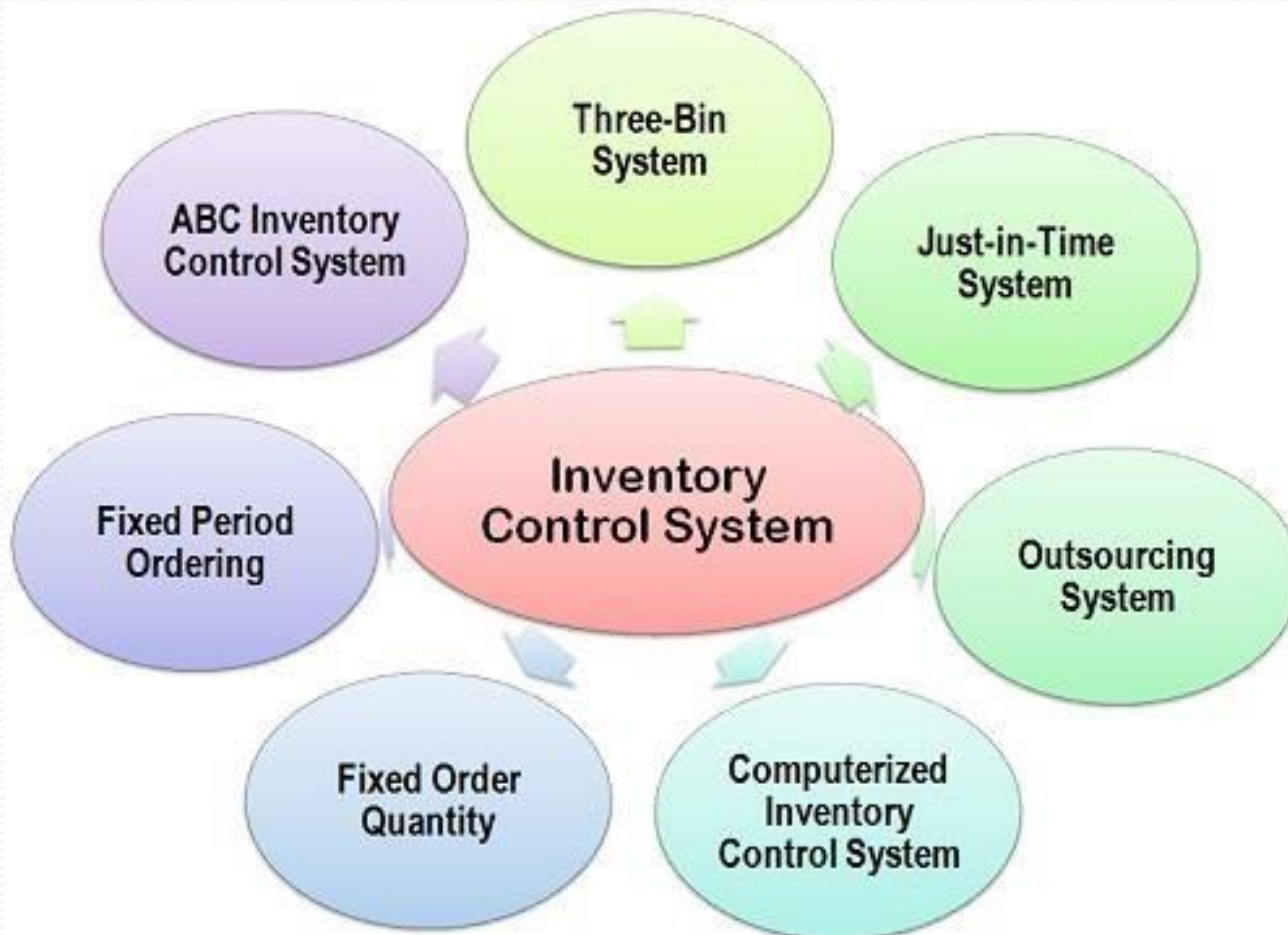 Three-Bin
System
ABC Inventory
Control System
Just-in-Time
System
Inventory
Control System
Fixed Period
Ordering
Outsourcing
System
Fixed Order
Quantity
Computerized
Inventory
Control System